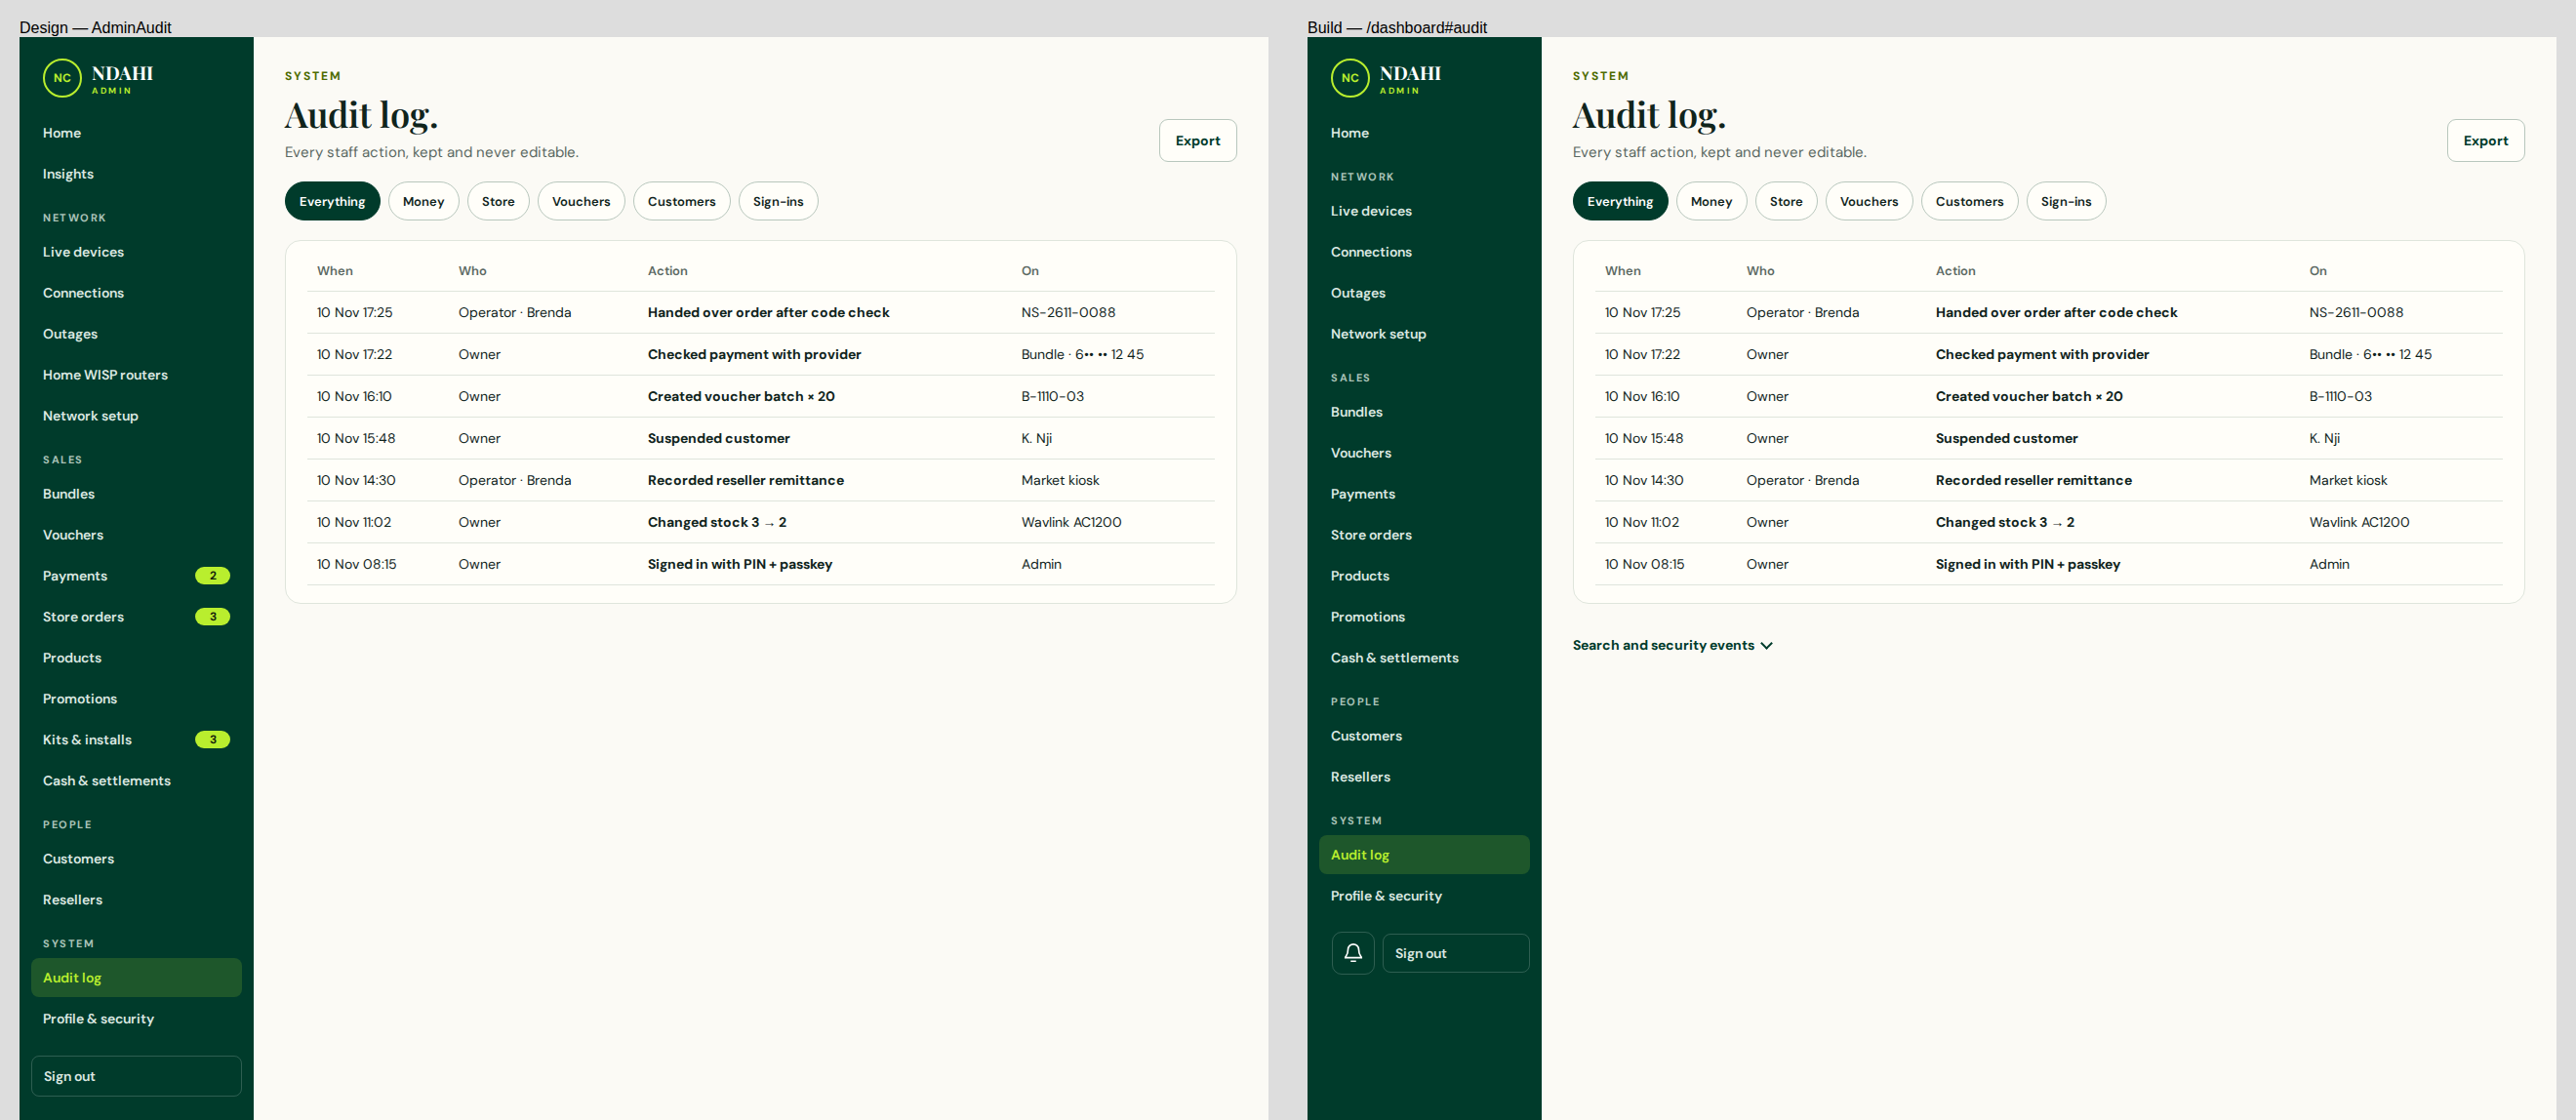 Design — AdminAudit
NC
NDAHI
ADMIN
Home
Insights
NETWORK
Live devices
Connections
Outages
Home WISP routers
Network setup
SALES
Bundles
Vouchers
Payments 2
Store orders 3
Products
Promotions
Kits & installs 3
Cash & settlements
PEOPLE
Customers
Resellers
SYSTEM
Audit log
Profile & security
Sign out
SYSTEM
Audit log.
Every staff action, kept and never editable.
Export
Everything Money Store Vouchers Customers Sign-ins
When Who Action On
10 Nov 17:25 Operator · Brenda Handed over order after code check NS-2611-0088
10 Nov 17:22 Owner Checked payment with provider Bundle · 6•• •• 12 45
10 Nov 16:10 Owner Created voucher batch × 20 B-1110-03
10 Nov 15:48 Owner Suspended customer K. Nji
10 Nov 14:30 Operator · Brenda Recorded reseller remittance Market kiosk
10 Nov 11:02 Owner Changed stock 3 → 2 Wavlink AC1200
10 Nov 08:15 Owner Signed in with PIN + passkey Admin
Build — /dashboard#audit
NC
NDAHI
ADMIN
Home
NETWORK
Live devices
Connections
Outages
Network setup
SALES
Bundles
Vouchers
Payments
Store orders
Products
Promotions
Cash & settlements
PEOPLE
Customers
Resellers
SYSTEM
Audit log
Profile & security
Sign out
SYSTEM
Audit log.
Every staff action, kept and never editable.
Export
Everything Money Store Vouchers Customers Sign-ins
When Who Action On
10 Nov 17:25 Operator · Brenda Handed over order after code check NS-2611-0088
10 Nov 17:22 Owner Checked payment with provider Bundle · 6•• •• 12 45
10 Nov 16:10 Owner Created voucher batch × 20 B-1110-03
10 Nov 15:48 Owner Suspended customer K. Nji
10 Nov 14:30 Operator · Brenda Recorded reseller remittance Market kiosk
10 Nov 11:02 Owner Changed stock 3 → 2 Wavlink AC1200
10 Nov 08:15 Owner Signed in with PIN + passkey Admin
Search and security events